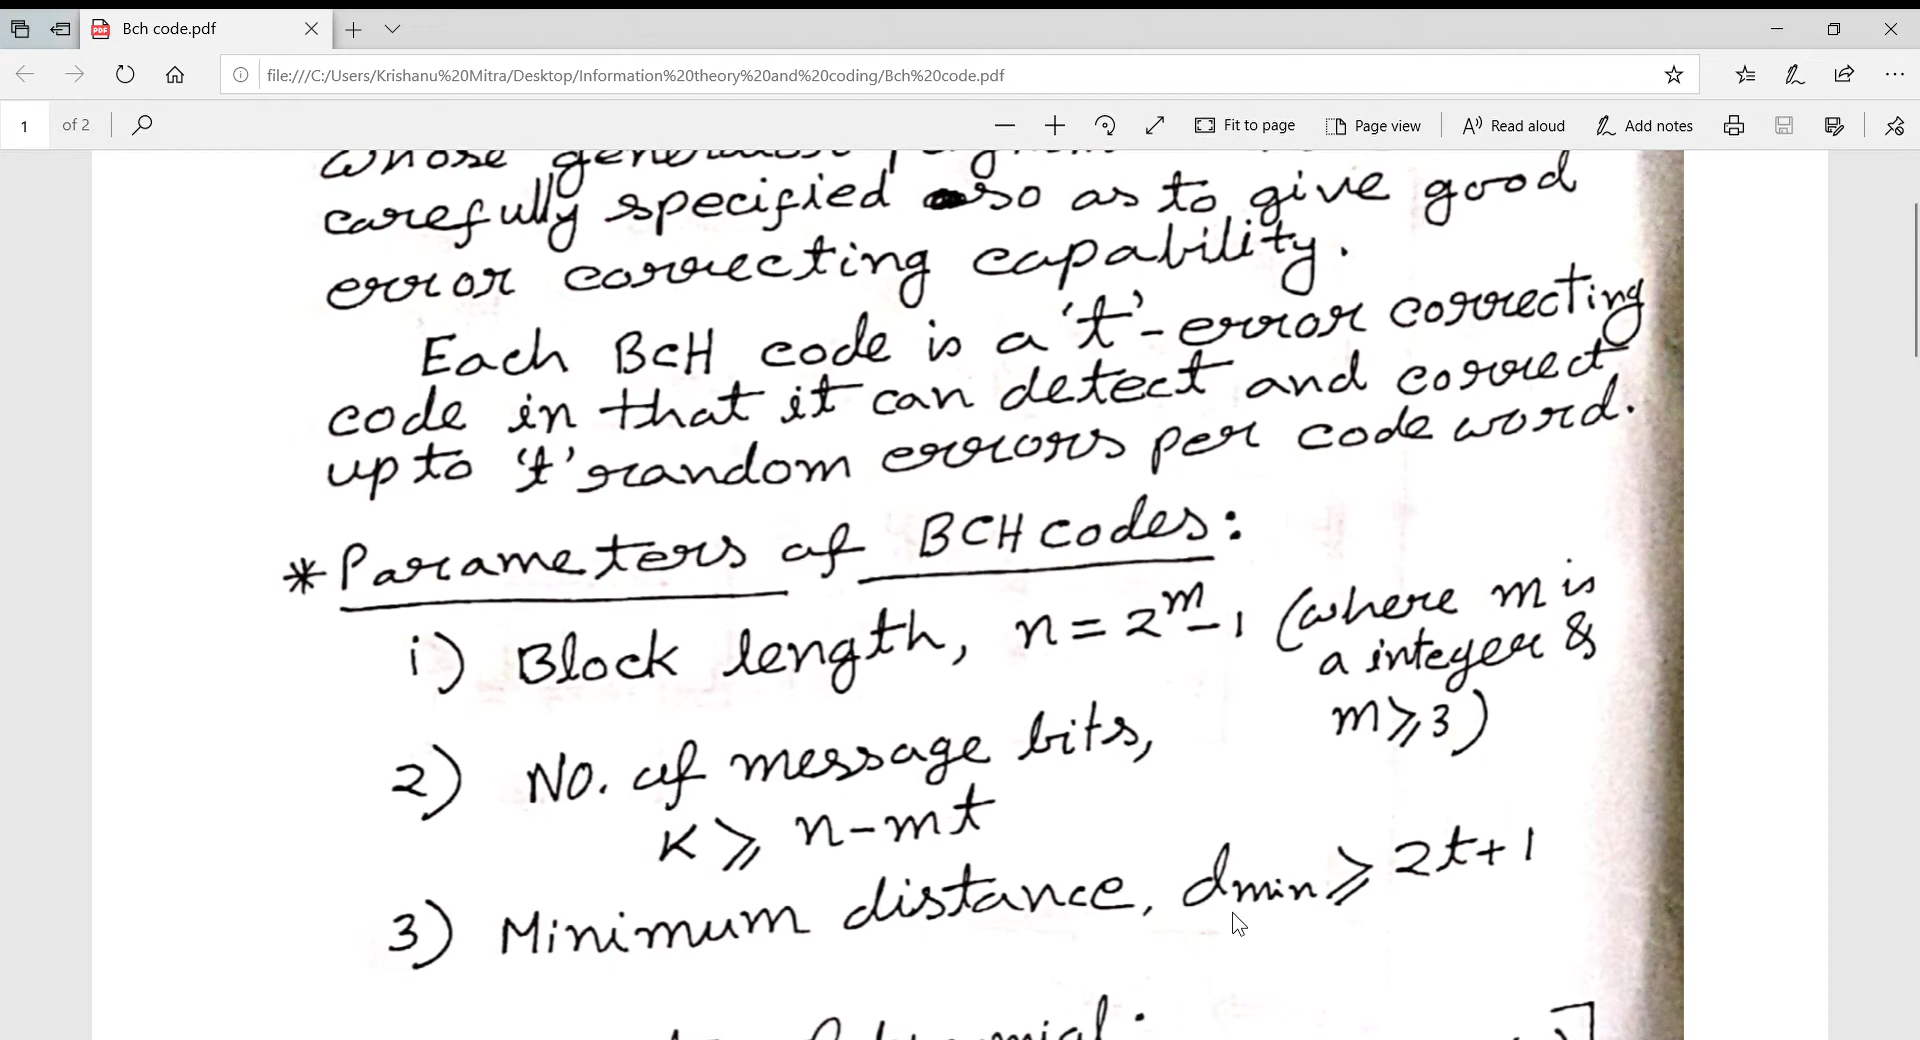 Bch code.pdf
file:///C:/Users/Krishanu%20Mitra/Desktop/Information%20theory%20and%20coding/Bch%20code.pdf
1 of 2
Fit to page
Page view
Read aloud
Add notes
whose
carefully specified so as to give good
error correcting capability.
Each BCH code is a 't'-error correcting
code in that it can detect and correct
up to 't' random errors per code word.
* Parameters of BCH codes:
i) Block length, n = 2^m - 1 (where m is
a integer &
m ⩾ 3)
2) No. of message bits,
K ⩾ n - mt
3) Minimum distance, dmin ⩾ 2t + 1